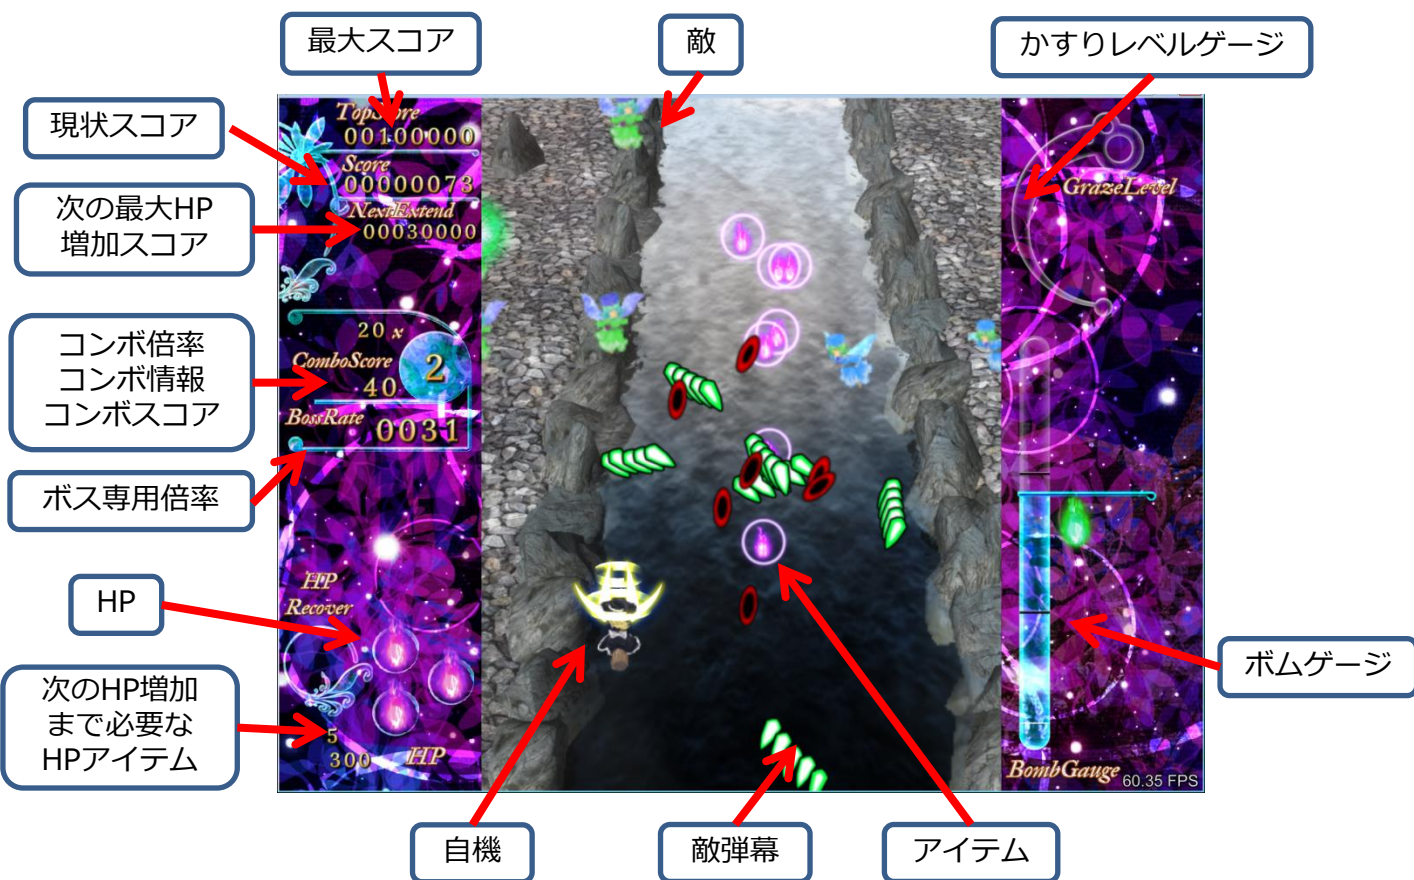 最大スコア
敵
かすりレベルゲージ
現状スコア
次の最大HP
増加スコア
コンボ倍率
コンボ情報
コンボスコア
ボス専用倍率
HP
次のHP増加
まで必要な
HPアイテム
TopScore
00100000
Score
00000073
NextExtend
00030000
20 x
ComboScore
2
40
BossRate
0031
HP
Recover
5
300
HP
GrazeLevel
BombGauge
60.35 FPS
ボムゲージ
自機
敵弾幕
アイテム